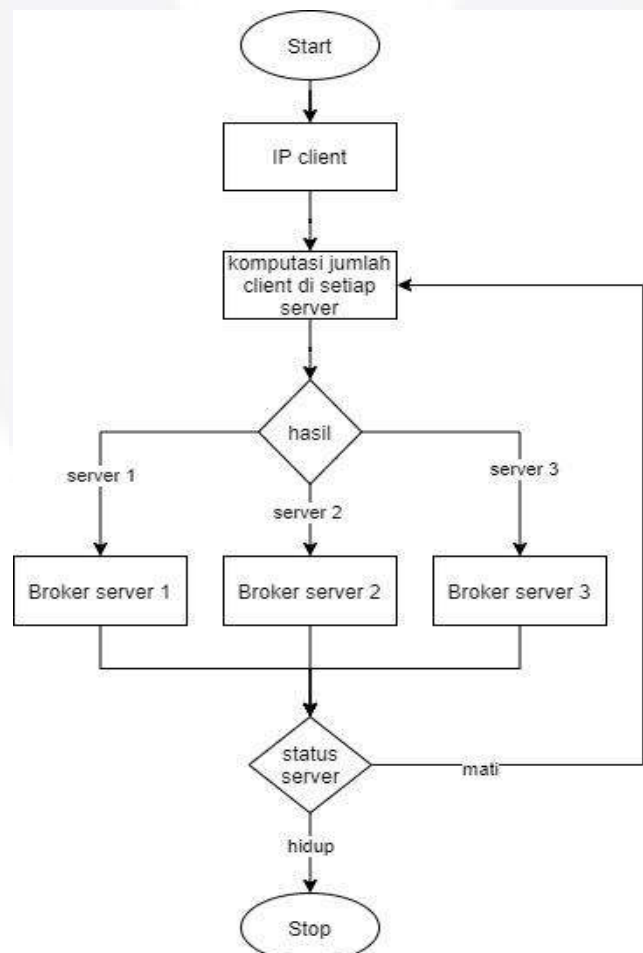 Start
IP client
komputasi jumlah
client di setiap
server
hasil
server 1
server 2
server 3
Broker server 1
Broker server 2
Broker server 3
status
server
mati
hidup
Stop